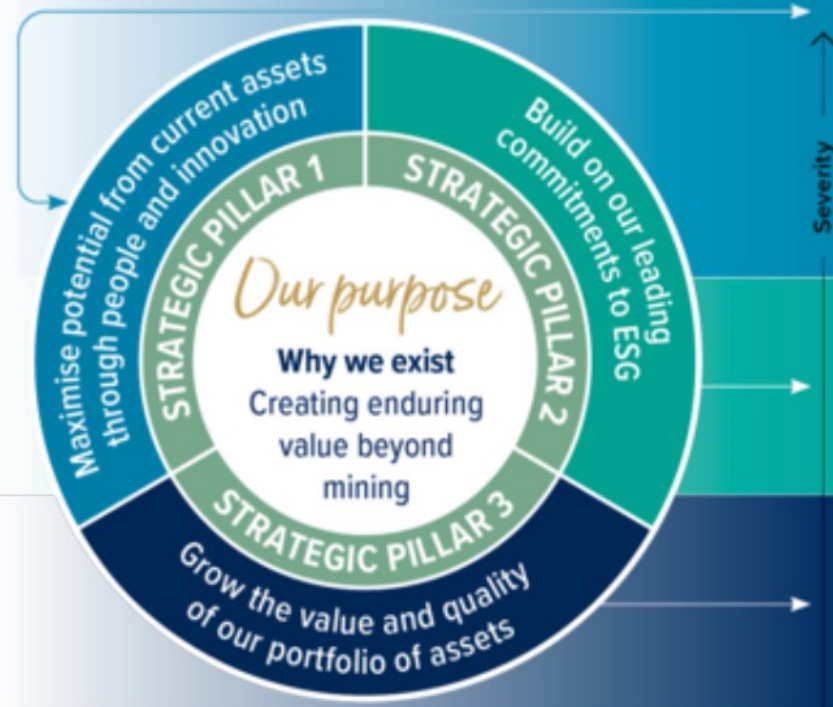 Maximise potential from current assets
through people and innovation
STRATEGIC PILLAR 1
Build on our leading
commitments to ESG
STRATEGIC PILLAR 2
Our purpose
Why we exist
Creating enduring
value beyond
mining
STRATEGIC PILLAR 3
Grow the value and quality
of our portfolio of assets
Severity